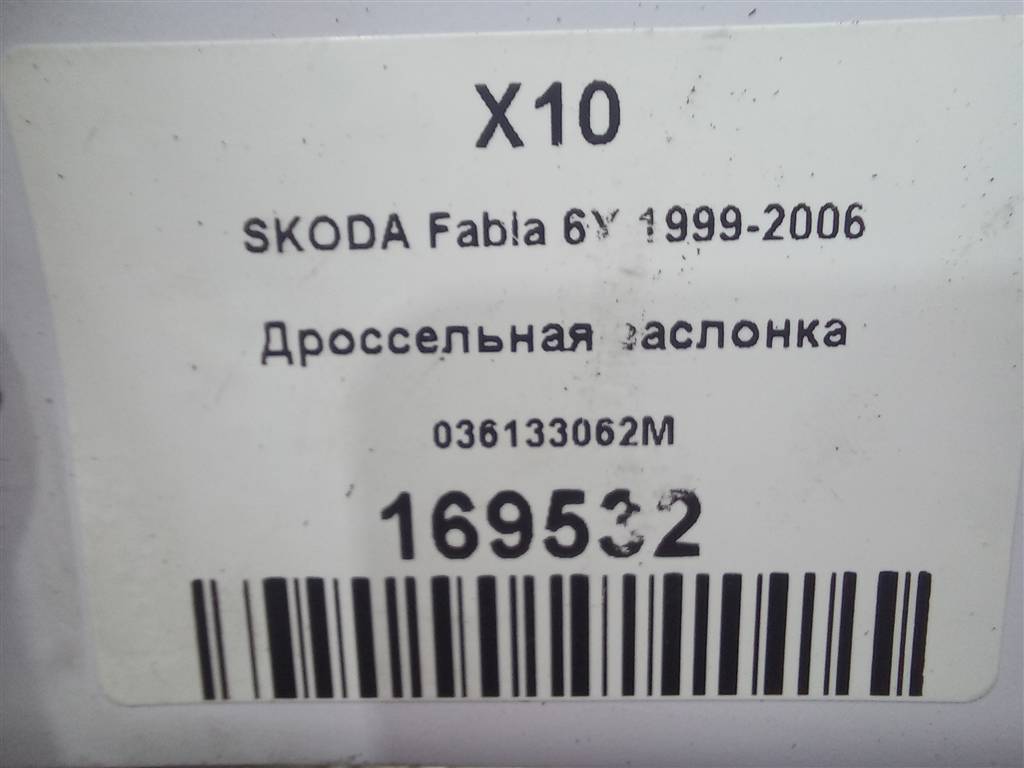 X10
SKODA Fabia 6Y 1999-2006
Дроссельная заслонка
036133062M
169532